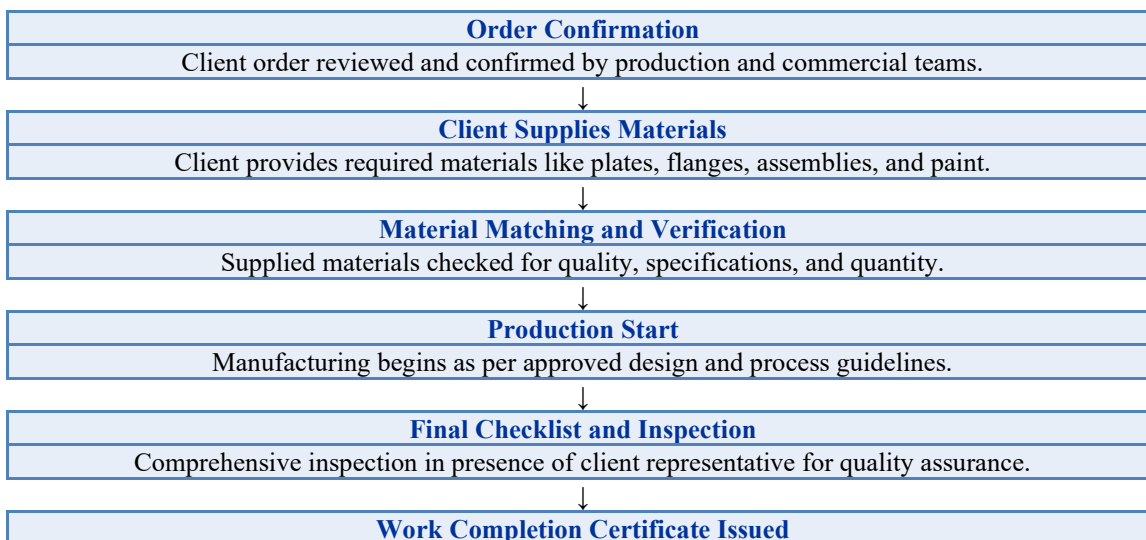 Order Confirmation
Client order reviewed and confirmed by production and commercial teams.
↓
Client Supplies Materials
Client provides required materials like plates, flanges, assemblies, and paint.
↓
Material Matching and Verification
Supplied materials checked for quality, specifications, and quantity.
↓
Production Start
Manufacturing begins as per approved design and process guidelines.
↓
Final Checklist and Inspection
Comprehensive inspection in presence of client representative for quality assurance.
↓
Work Completion Certificate Issued